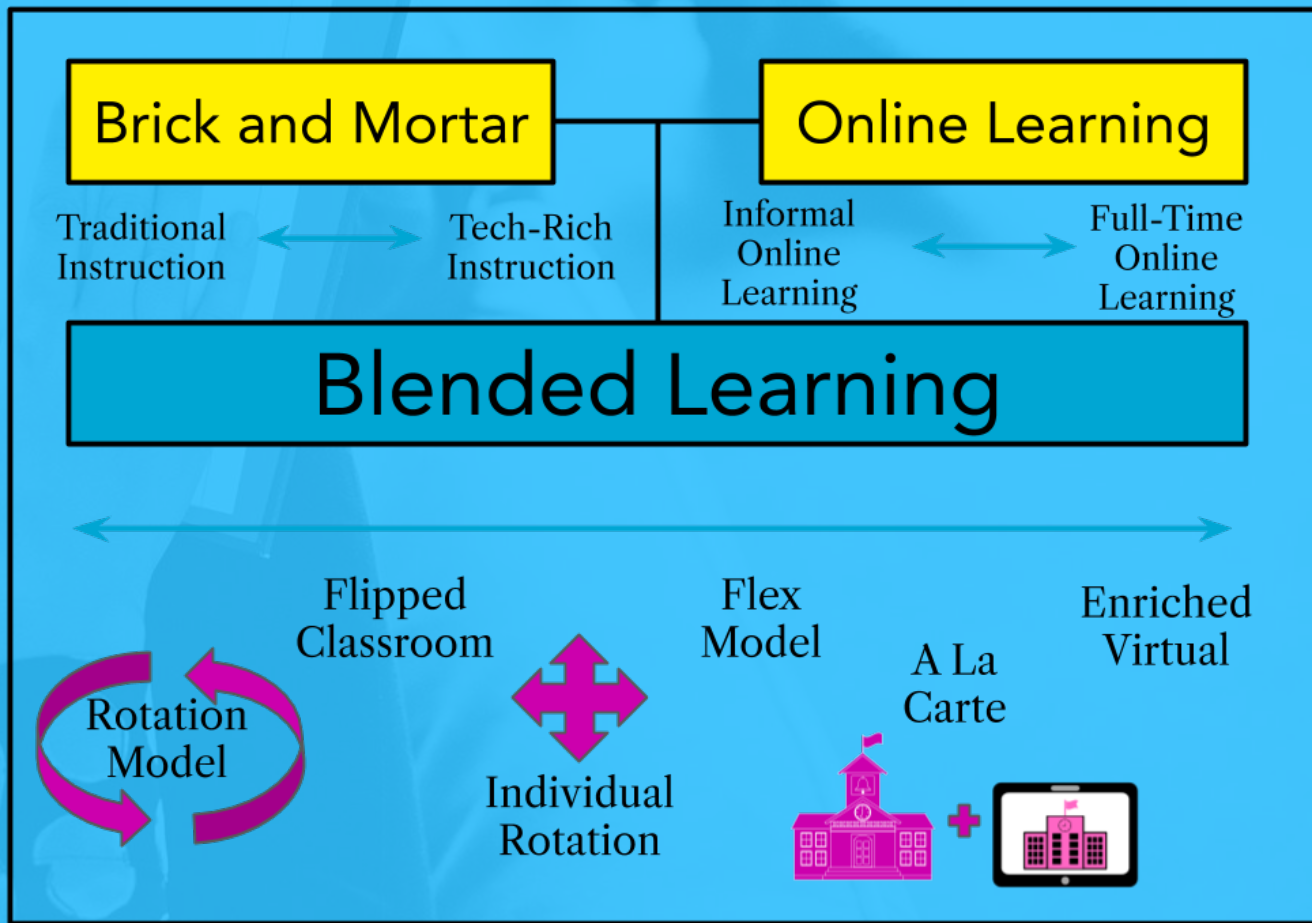 Brick and Mortar
Online Learning
Traditional
Instruction
Tech-Rich
Instruction
Informal
Online
Learning
Full-Time
Online
Learning
Blended Learning
Rotation
Model
Flipped
Classroom
Individual
Rotation
Flex
Model
A La
Carte
Enriched
Virtual